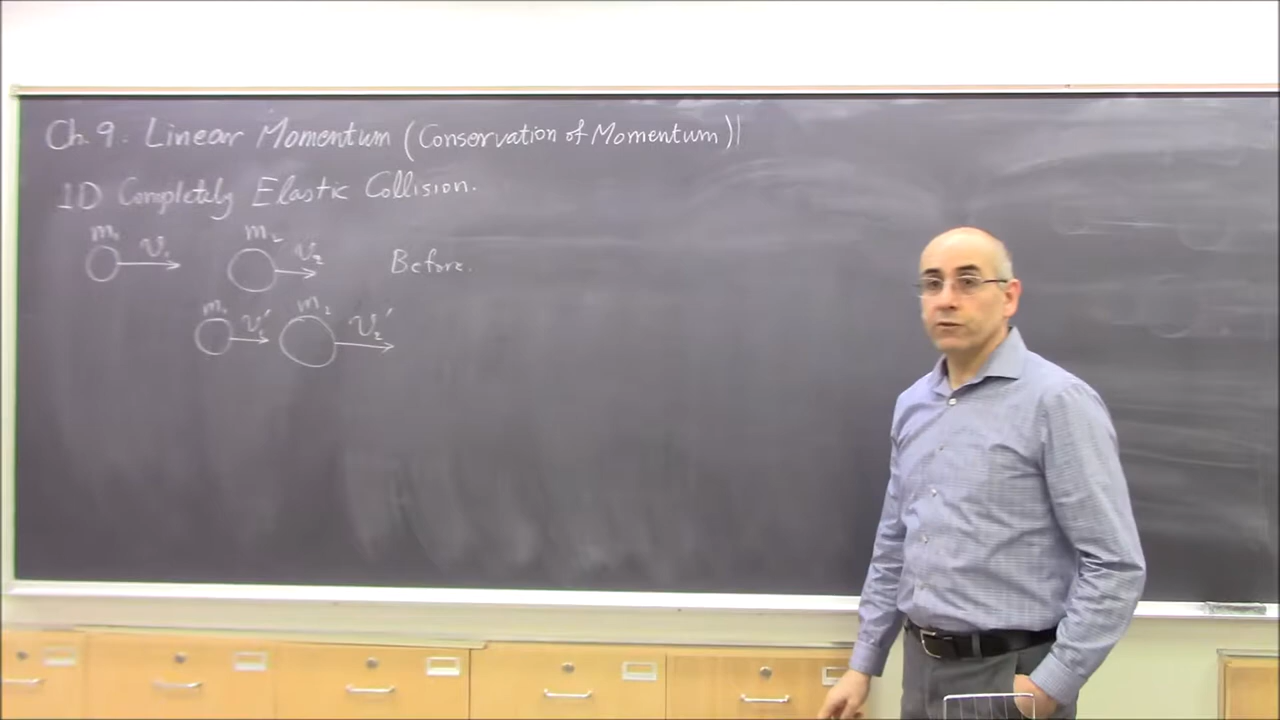 Ch. 9: Linear Momentum (Conservation of Momentum)
1D Completely Elastic Collision.
m₁ v₁ m₂ v₂ Before.
m₁ v₁' m₂ v₂'